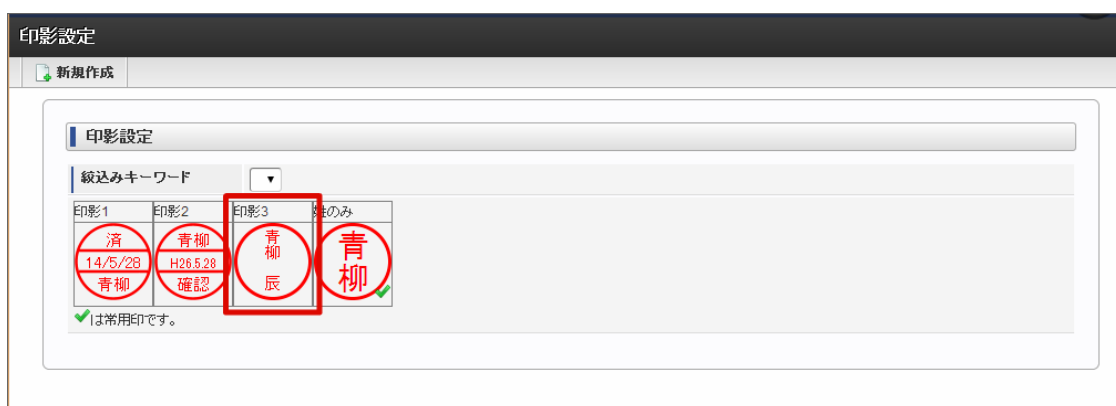 印影設定
新規作成
印影設定
絞込みキーワード
印影1 印影2 印影3 姓のみ
済
14/5/28
青柳
青柳
H26.5.28
確認
青柳 辰
青柳
は常用印です。